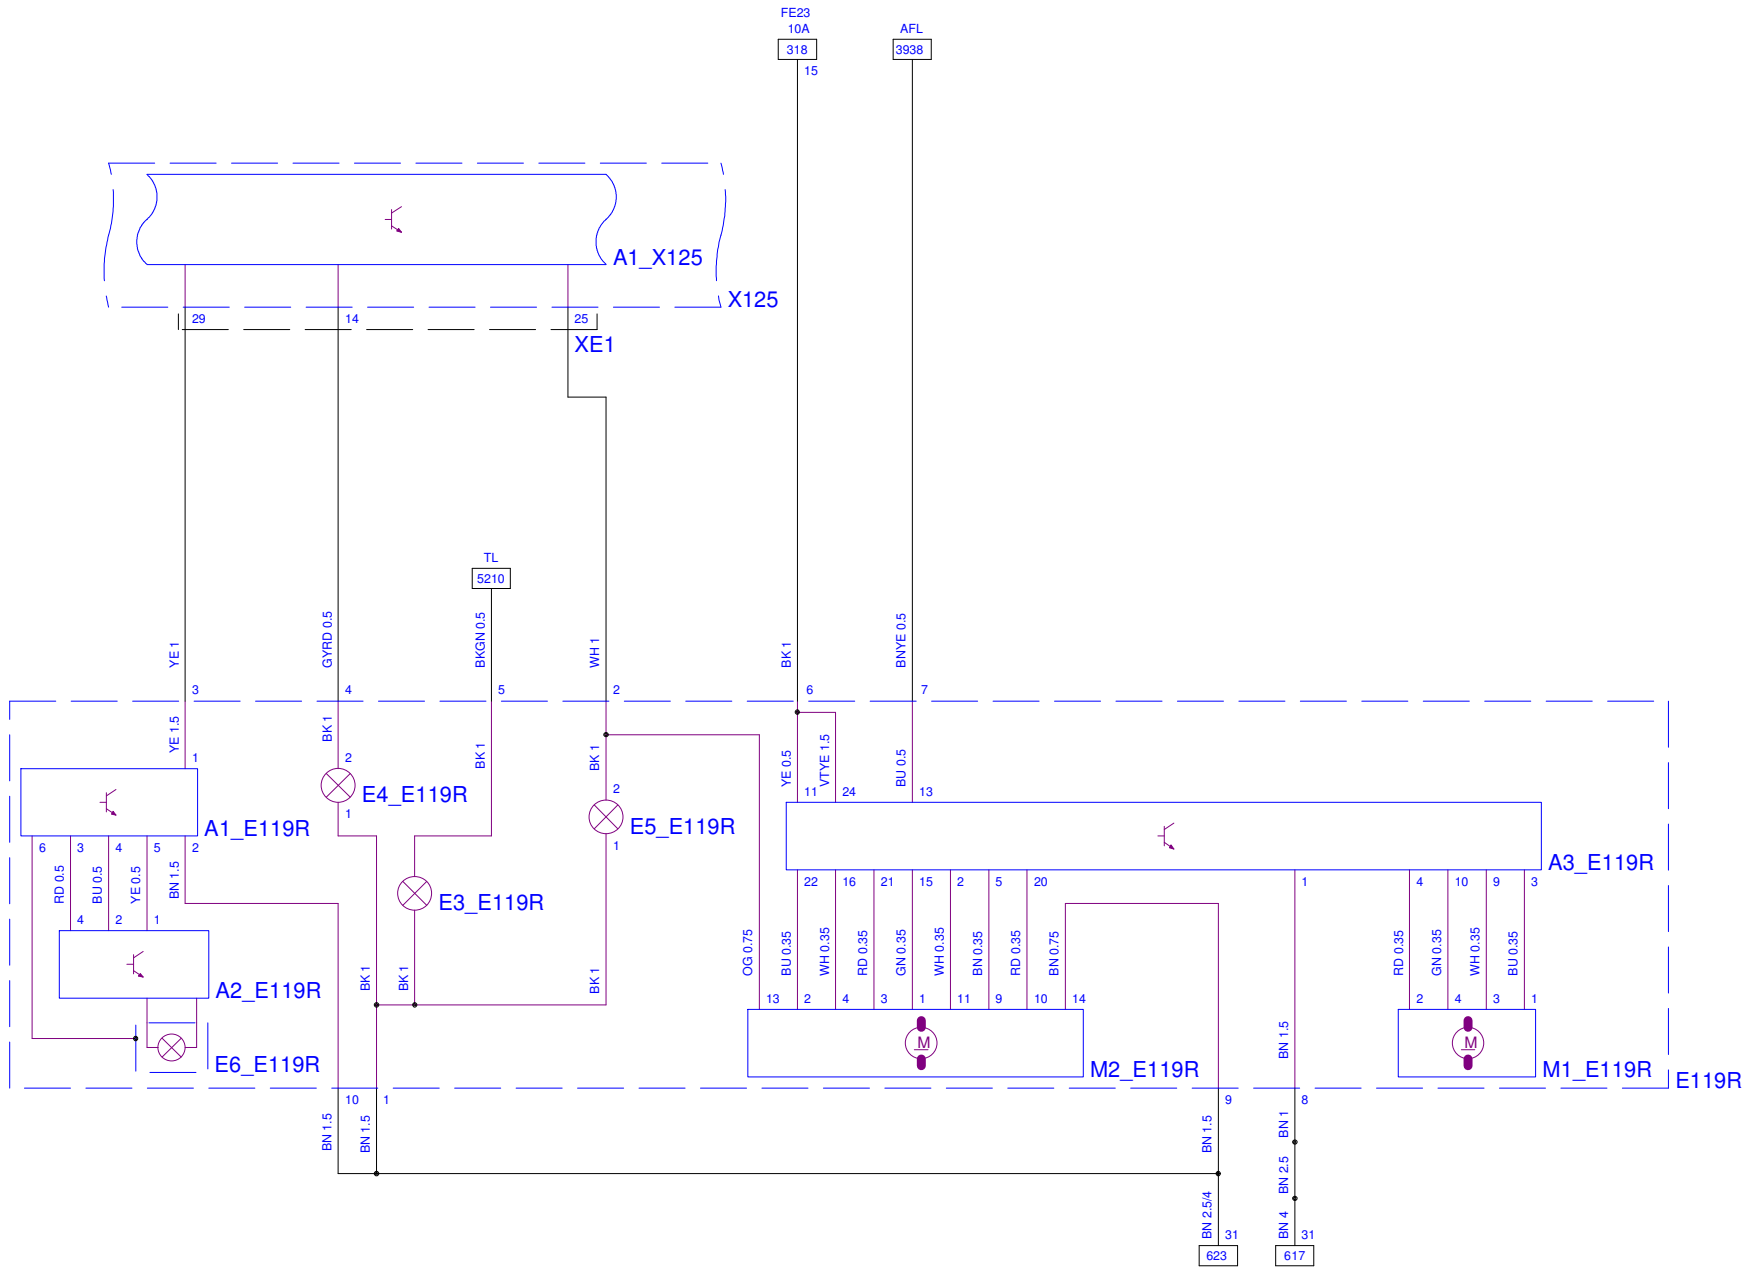 FE23
10A
AFL
318
3938
15
A1_X125
X125
29
14
25
XE1
TL
5210
YE 1
GYRD 0.5
BKGN 0.5
WH 1
BK 1
BNYE 0.5
3
4
5
2
6
7
YE 1.5
BK 1
BK 1
BK 1
YE 0.5
VTYE 1.5
BU 0.5
1
2
2
11
24
13
E4_E119R
E5_E119R
A1_E119R
1
1
A3_E119R
6
3
4
5
2
RD 0.5
BU 0.5
YE 0.5
BN 1.5
22
16
21
15
2
5
20
1
4
10
9
3
E3_E119R
4
2
1
OG 0.75
BU 0.35
WH 0.35
RD 0.35
GN 0.35
WH 0.35
BN 0.35
RD 0.35
BN 0.75
RD 0.35
GN 0.35
WH 0.35
BU 0.35
BK 1
BK 1
BK 1
A2_E119R
13
2
4
3
1
11
9
10
14
2
4
3
1
BN 1.5
M
M
E6_E119R
M2_E119R
M1_E119R
E119R
10
1
9
8
BN 1.5
BN 1.5
BN 1.5
BN 1
BN 2.5
BN 2.5/4
BN 4
31
31
623
617